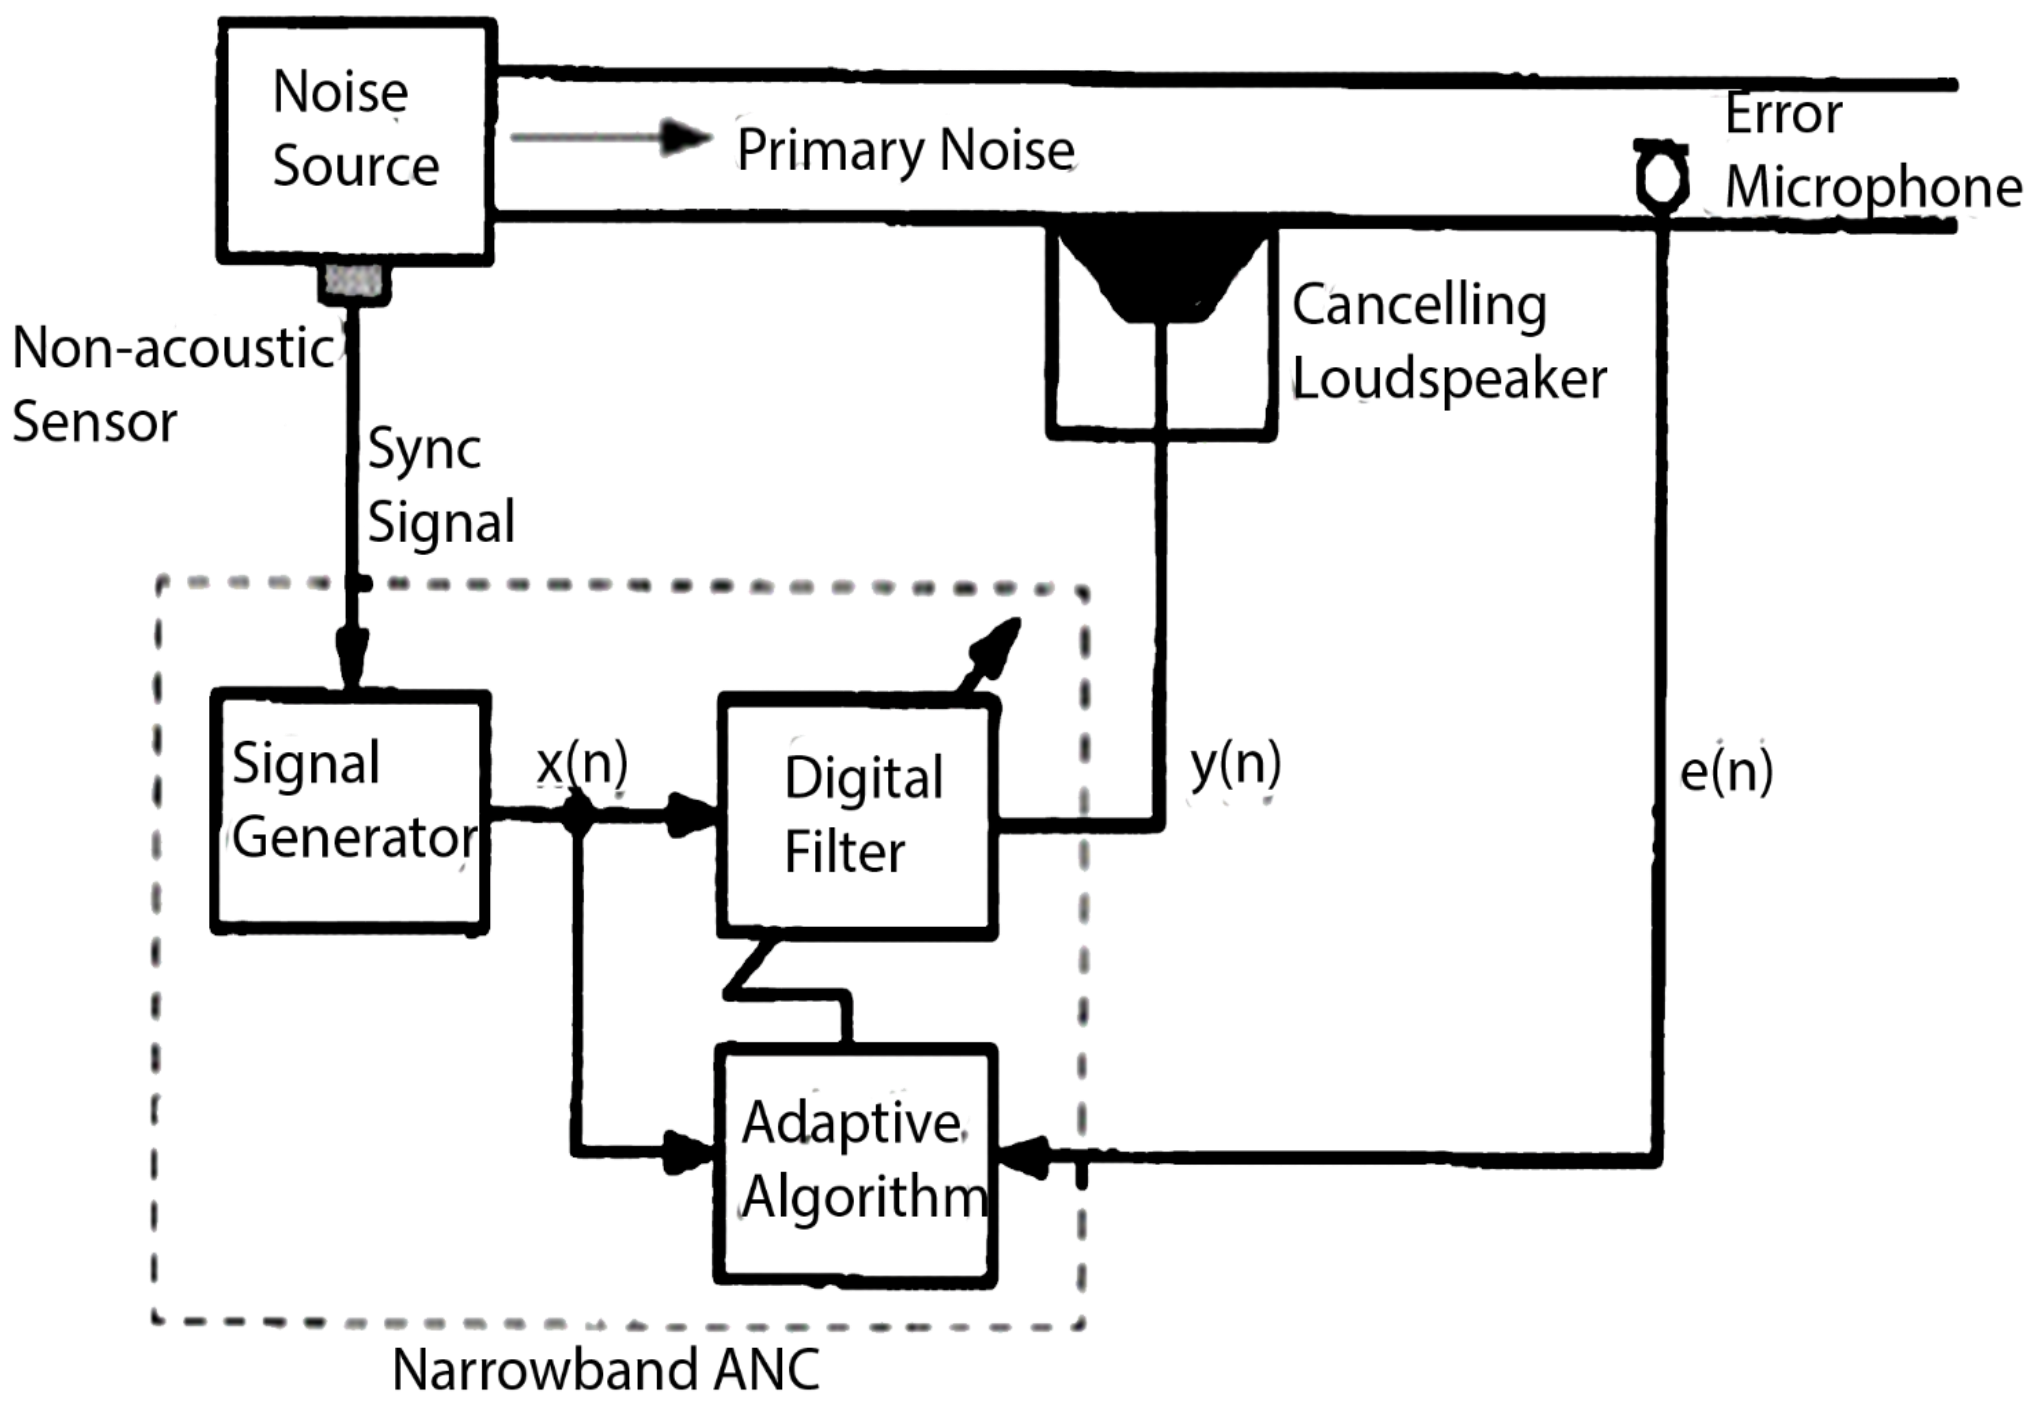 Noise
Source
Primary Noise
Error
Microphone
Non-acoustic
Sensor
Cancelling
Loudspeaker
Sync
Signal
Signal
Generator
x(n)
Digital
Filter
y(n)
e(n)
Adaptive
Algorithm
Narrowband ANC